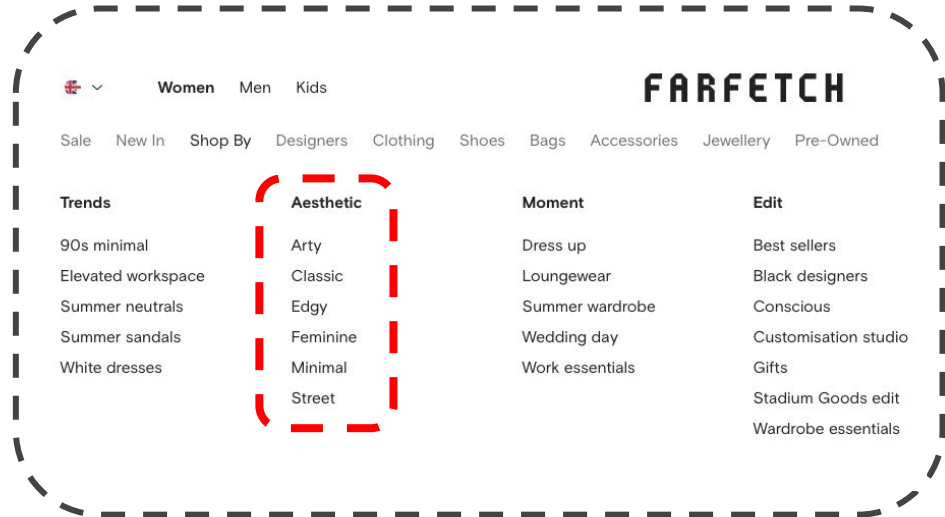 Women Men Kids
FARFETCH
Sale New In Shop By Designers Clothing Shoes Bags Accessories Jewellery Pre-Owned
Trends
90s minimal
Elevated workspace
Summer neutrals
Summer sandals
White dresses
Aesthetic
Arty
Classic
Edgy
Feminine
Minimal
Street
Moment
Dress up
Loungewear
Summer wardrobe
Wedding day
Work essentials
Edit
Best sellers
Black designers
Conscious
Customisation studio
Gifts
Stadium Goods edit
Wardrobe essentials